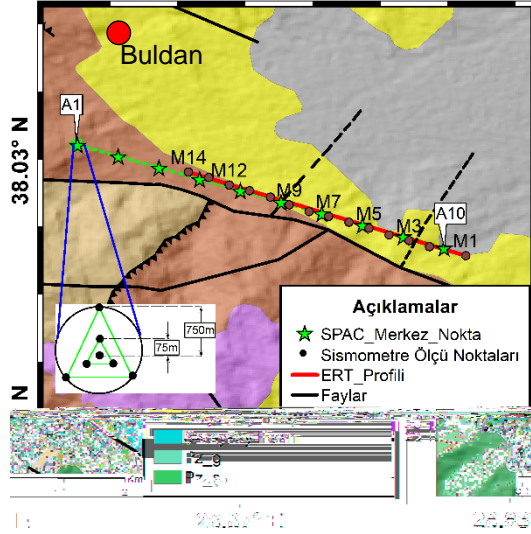 Buldan
A1
38.03° N
M14
M12
M9
M7
A10
M5
M3
M1
750m
75m
Açıklamalar
SPAC_Merkez_Nokta
Sismometre Ölçü Noktaları
ERT_Profili
Faylar
N